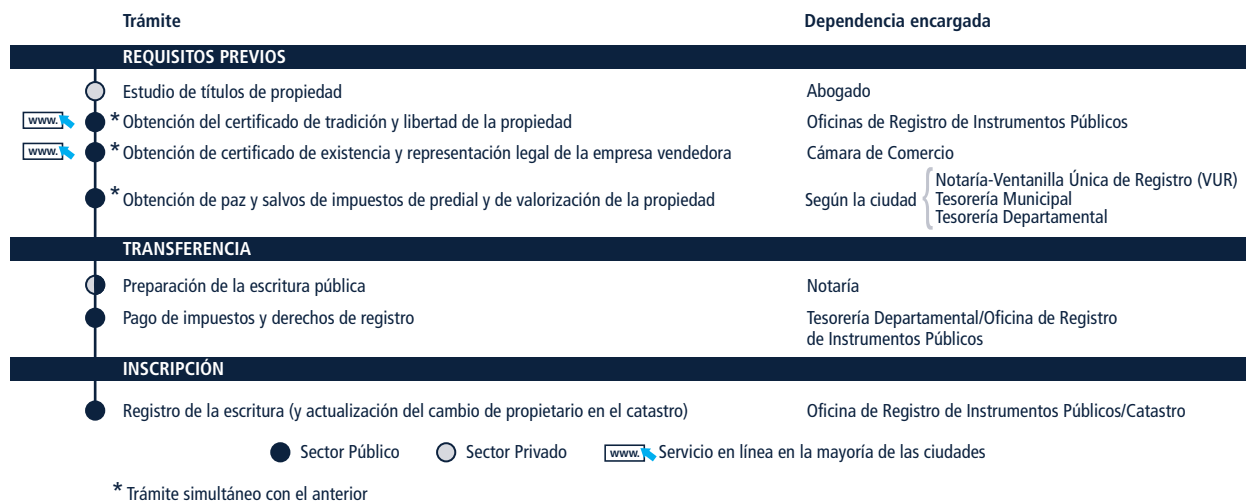 Trámite Dependencia encargada
REQUISITOS PREVIOS
Estudio de títulos de propiedad Abogado
www. * Obtención del certificado de tradición y libertad de la propiedad Oficinas de Registro de Instrumentos Públicos
www. * Obtención de certificado de existencia y representación legal de la empresa vendedora Cámara de Comercio
* Obtención de paz y salvos de impuestos de predial y de valorización de la propiedad Según la ciudad { Notaría-Ventanilla Única de Registro (VUR)
Tesorería Municipal
Tesorería Departamental
TRANSFERENCIA
Preparación de la escritura pública Notaría
Pago de impuestos y derechos de registro Tesorería Departamental/Oficina de Registro
de Instrumentos Públicos
INSCRIPCIÓN
Registro de la escritura (y actualización del cambio de propietario en el catastro) Oficina de Registro de Instrumentos Públicos/Catastro
Sector Público Sector Privado www. Servicio en línea en la mayoría de las ciudades
* Trámite simultáneo con el anterior